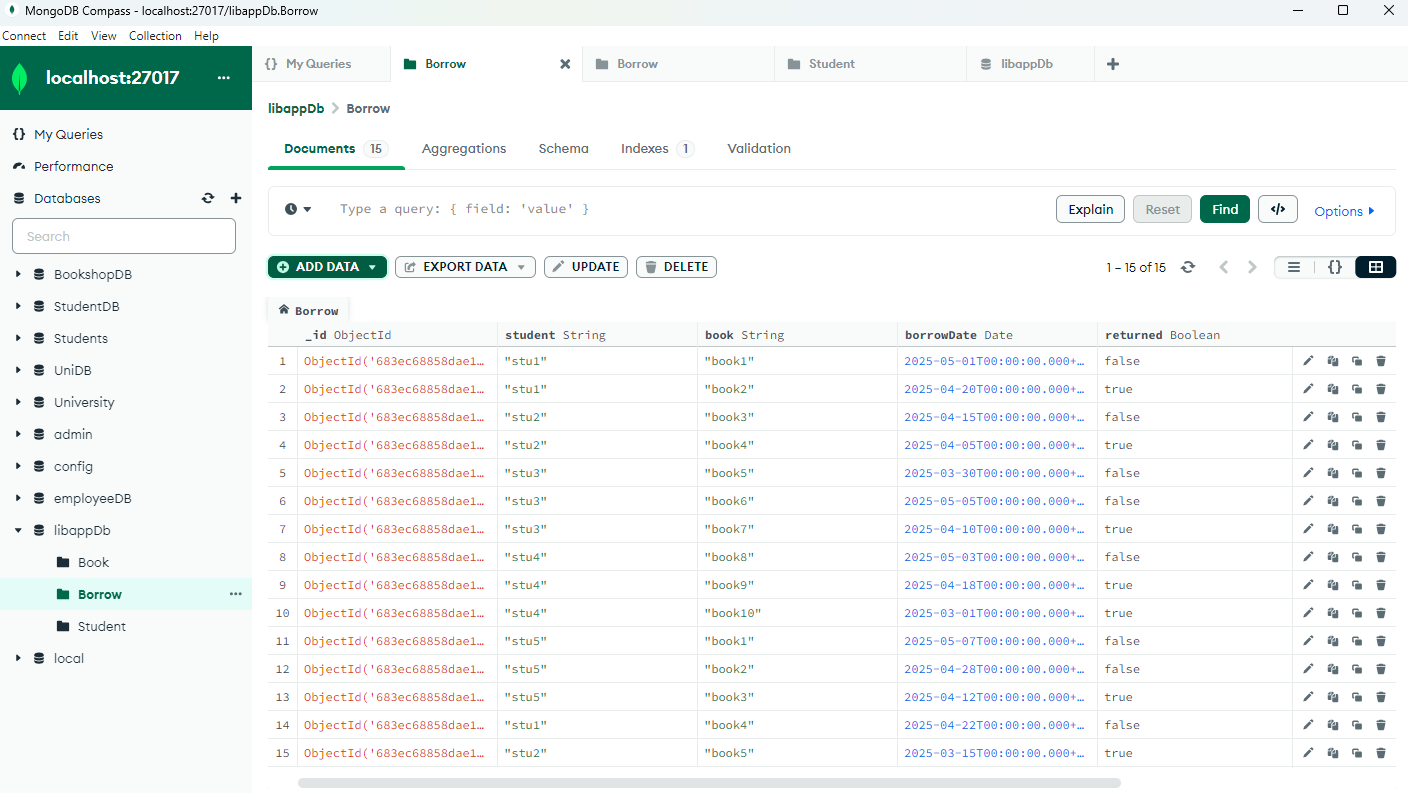 MongoDB Compass - localhost:27017/libappDb.Borrow
Connect Edit View Collection Help
localhost:27017 ...
{} My Queries
Performance
Databases
Search
BookshopDB
StudentDB
Students
UniDB
University
admin
config
employeeDB
libappDb
Book
Borrow ...
Student
local
{} My Queries Borrow Borrow Student libappDb
libappDb > Borrow
Documents 15 Aggregations Schema Indexes 1 Validation
Type a query: { field: 'value' } Explain Reset Find </> Options
ADD DATA EXPORT DATA UPDATE DELETE 1 – 15 of 15 {}
Borrow
_id ObjectId student String book String borrowDate Date returned Boolean
1 ObjectId('683ec68858dae1… "stu1" "book1" 2025-05-01T00:00:00.000+… false
2 ObjectId('683ec68858dae1… "stu1" "book2" 2025-04-20T00:00:00.000+… true
3 ObjectId('683ec68858dae1… "stu2" "book3" 2025-04-15T00:00:00.000+… false
4 ObjectId('683ec68858dae1… "stu2" "book4" 2025-04-05T00:00:00.000+… true
5 ObjectId('683ec68858dae1… "stu3" "book5" 2025-03-30T00:00:00.000+… false
6 ObjectId('683ec68858dae1… "stu3" "book6" 2025-05-05T00:00:00.000+… false
7 ObjectId('683ec68858dae1… "stu3" "book7" 2025-04-10T00:00:00.000+… true
8 ObjectId('683ec68858dae1… "stu4" "book8" 2025-05-03T00:00:00.000+… false
9 ObjectId('683ec68858dae1… "stu4" "book9" 2025-04-18T00:00:00.000+… true
10 ObjectId('683ec68858dae1… "stu4" "book10" 2025-03-01T00:00:00.000+… true
11 ObjectId('683ec68858dae1… "stu5" "book1" 2025-05-07T00:00:00.000+… false
12 ObjectId('683ec68858dae1… "stu5" "book2" 2025-04-28T00:00:00.000+… false
13 ObjectId('683ec68858dae1… "stu5" "book3" 2025-04-12T00:00:00.000+… true
14 ObjectId('683ec68858dae1… "stu1" "book4" 2025-04-22T00:00:00.000+… false
15 ObjectId('683ec68858dae1… "stu2" "book5" 2025-03-15T00:00:00.000+… true